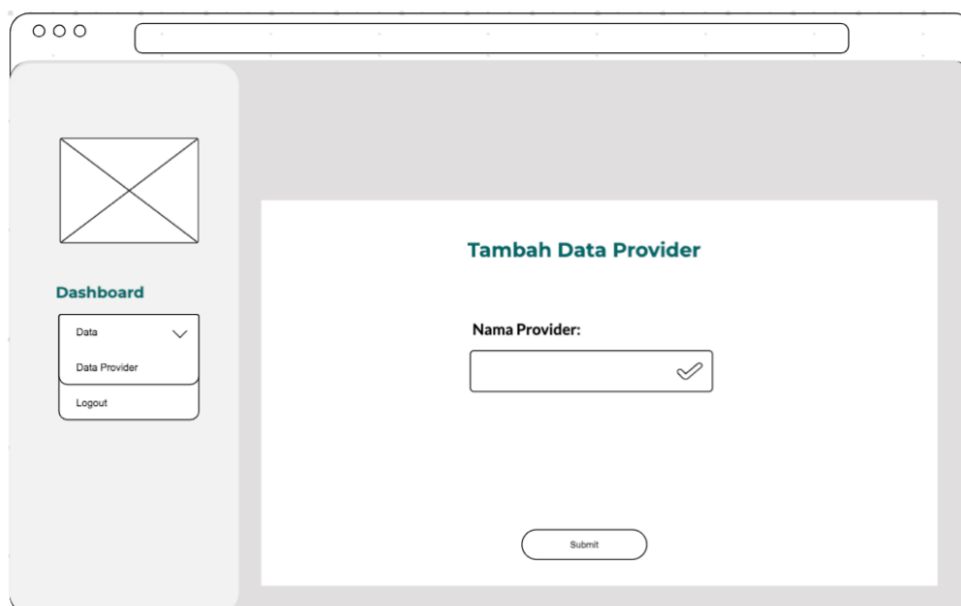 Dashboard
Data
Data Provider
Logout
Tambah Data Provider
Nama Provider:
Submit